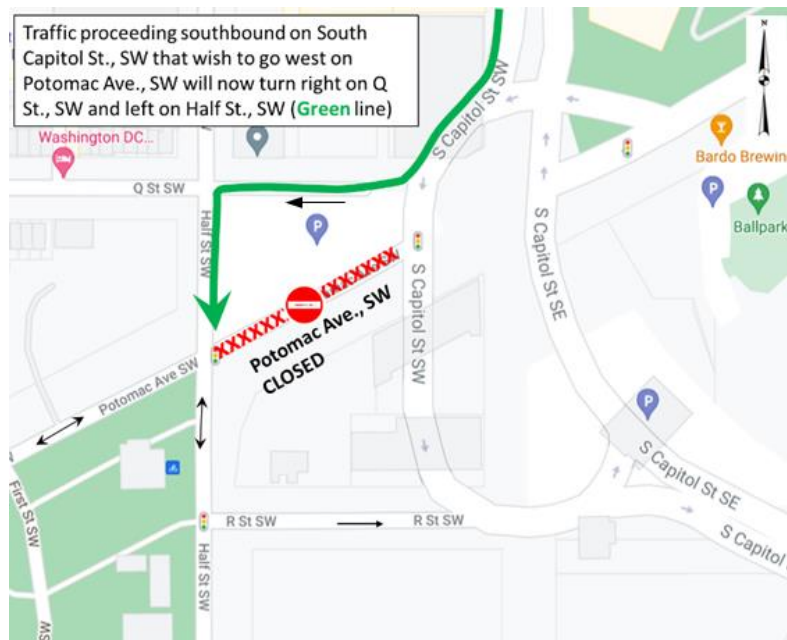 Traffic proceeding southbound on South
Capitol St., SW that wish to go west on
Potomac Ave., SW will now turn right on Q
St., SW and left on Half St., SW (Green line)
N
S Capitol St SW
Washington DC...
Bardo Brewin
P
Q St SW
Half St SW
P
Ballpark
S Capitol St SW
S Capitol St SE
XXXXXX
XXXXXX
Potomac Ave., SW
CLOSED
Potomac Ave SW
P
S Capitol St SE
First St SW
R St SW
R St SW
S Capitol
Half St SW
SW